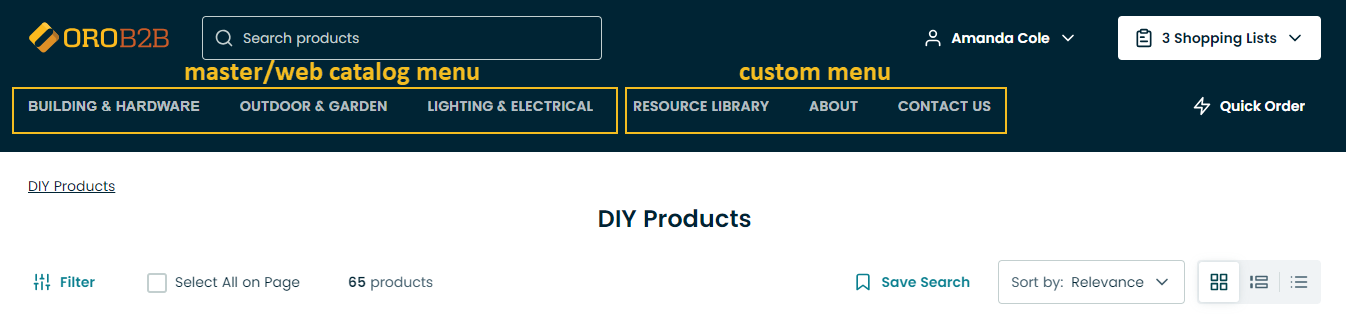 OROB2B Search products Amanda Cole 3 Shopping Lists
master/web catalog menu custom menu
BUILDING & HARDWARE OUTDOOR & GARDEN LIGHTING & ELECTRICAL RESOURCE LIBRARY ABOUT CONTACT US Quick Order
DIY Products
DIY Products
Filter Select All on Page 65 products Save Search Sort by: Relevance